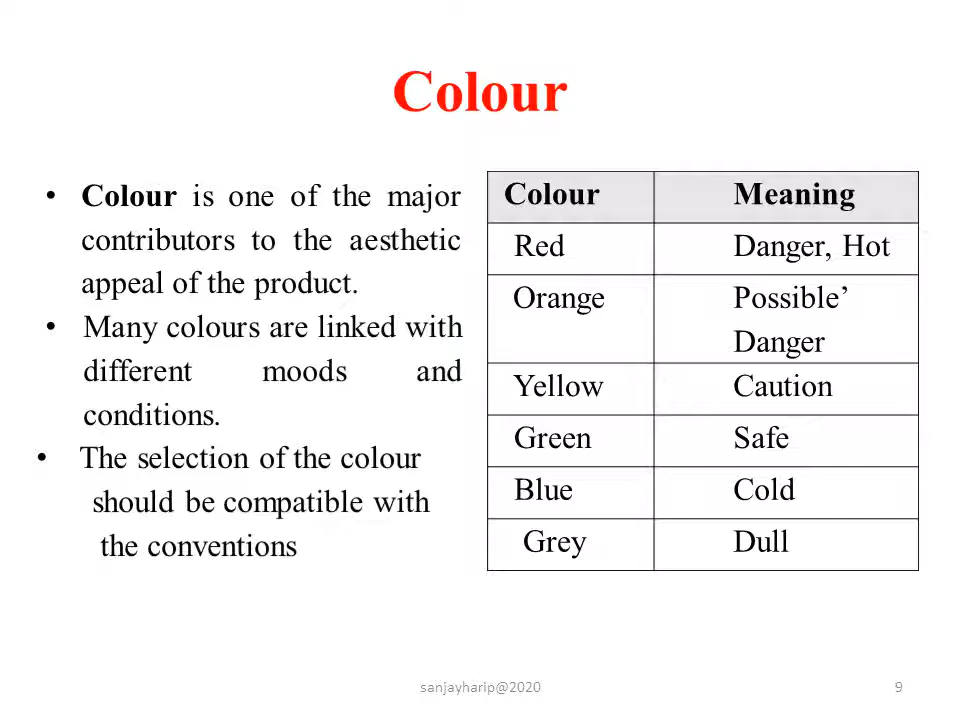 Colour
• Colour is one of the major
contributors to the aesthetic
appeal of the product.
• Many colours are linked with
different moods and
conditions.
• The selection of the colour
should be compatible with
the conventions
Colour Meaning
Red Danger, Hot
Orange Possible’
Danger
Yellow Caution
Green Safe
Blue Cold
Grey Dull
sanjayharip@2020 9